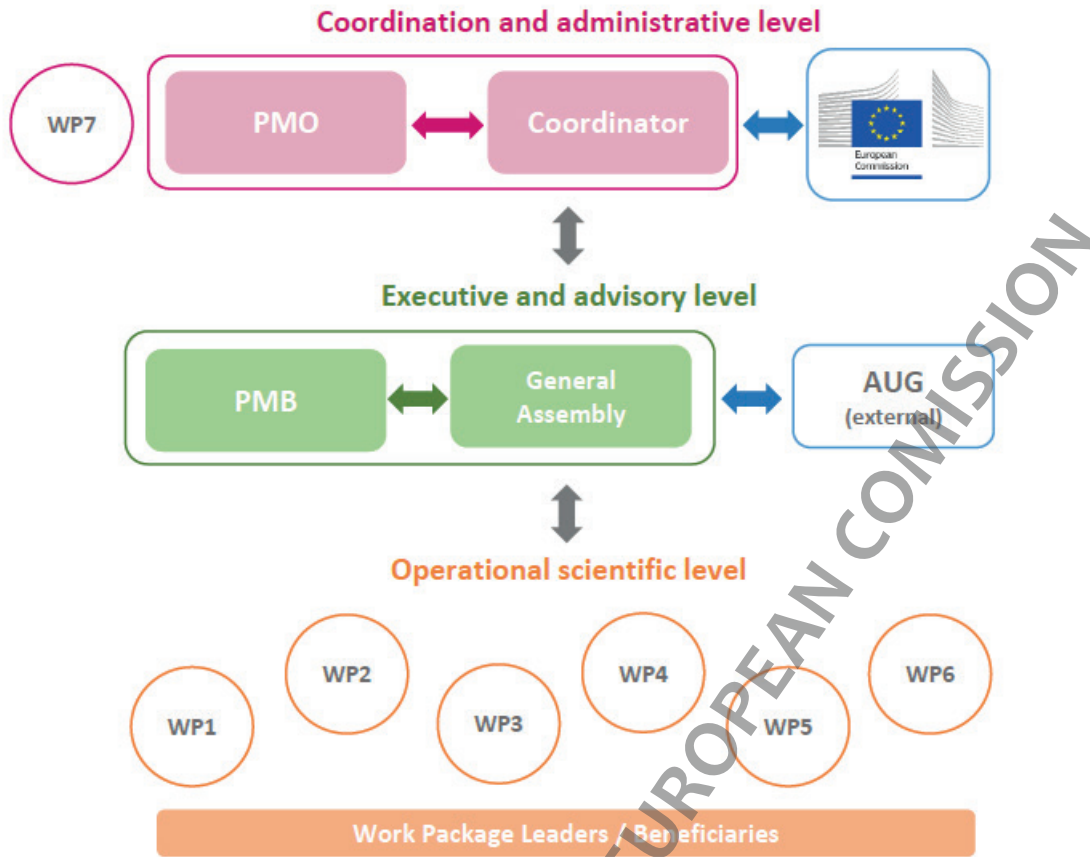 Coordination and administrative level
WP7
PMO
Coordinator
European
Commission
Executive and advisory level
PMB
General
Assembly
AUG
(external)
Operational scientific level
WP1
WP2
WP3
WP4
WP5
WP6
Work Package Leaders / Beneficiaries
EUROPEAN COMISSION